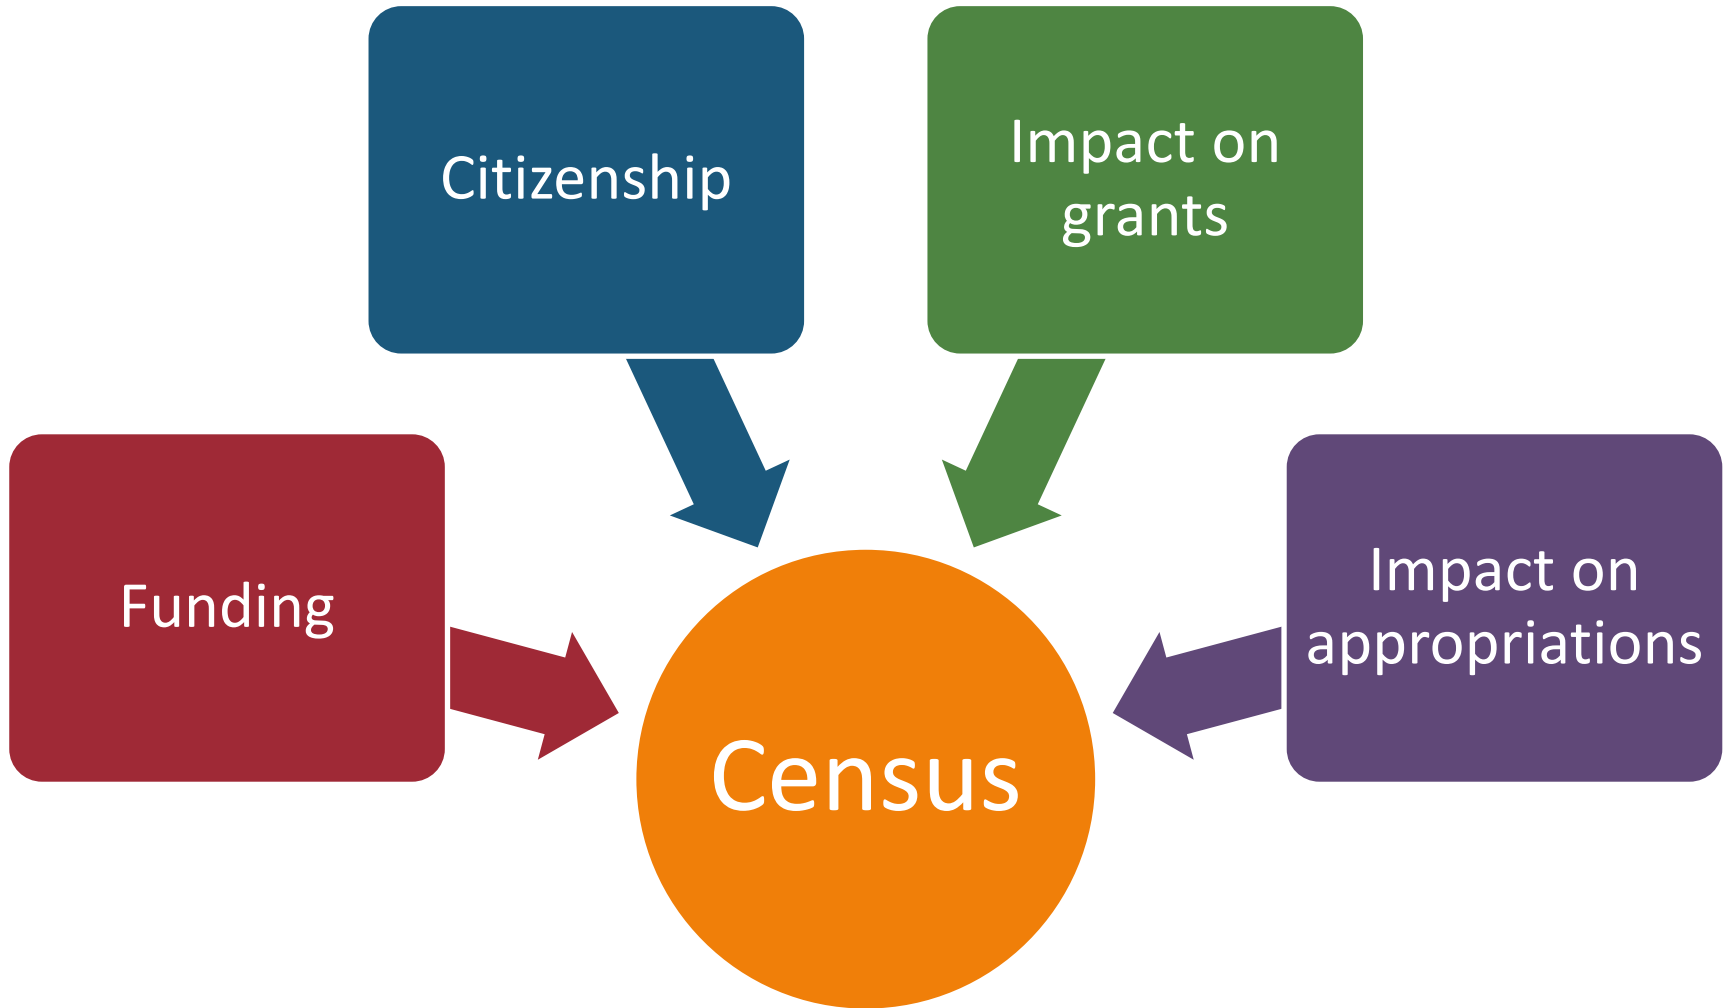 Citizenship
Impact on
grants
Funding
Impact on
appropriations
Census